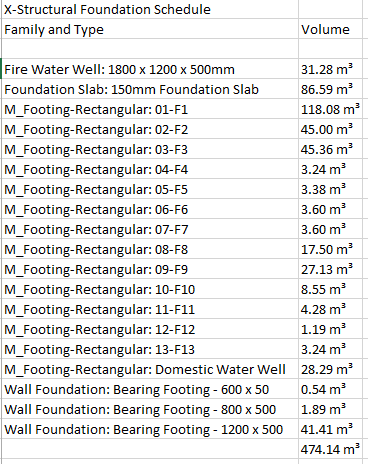 X-Structural Foundation Schedule
Family and Type Volume
Fire Water Well: 1800 x 1200 x 500mm 31.28 m³
Foundation Slab: 150mm Foundation Slab 86.59 m³
M_Footing-Rectangular: 01-F1 118.08 m³
M_Footing-Rectangular: 02-F2 45.00 m³
M_Footing-Rectangular: 03-F3 45.36 m³
M_Footing-Rectangular: 04-F4 3.24 m³
M_Footing-Rectangular: 05-F5 3.38 m³
M_Footing-Rectangular: 06-F6 3.60 m³
M_Footing-Rectangular: 07-F7 3.60 m³
M_Footing-Rectangular: 08-F8 17.50 m³
M_Footing-Rectangular: 09-F9 27.13 m³
M_Footing-Rectangular: 10-F10 8.55 m³
M_Footing-Rectangular: 11-F11 4.28 m³
M_Footing-Rectangular: 12-F12 1.19 m³
M_Footing-Rectangular: 13-F13 3.24 m³
M_Footing-Rectangular: Domestic Water Well 28.29 m³
Wall Foundation: Bearing Footing - 600 x 50 0.54 m³
Wall Foundation: Bearing Footing - 800 x 500 1.89 m³
Wall Foundation: Bearing Footing - 1200 x 500 41.41 m³
474.14 m³